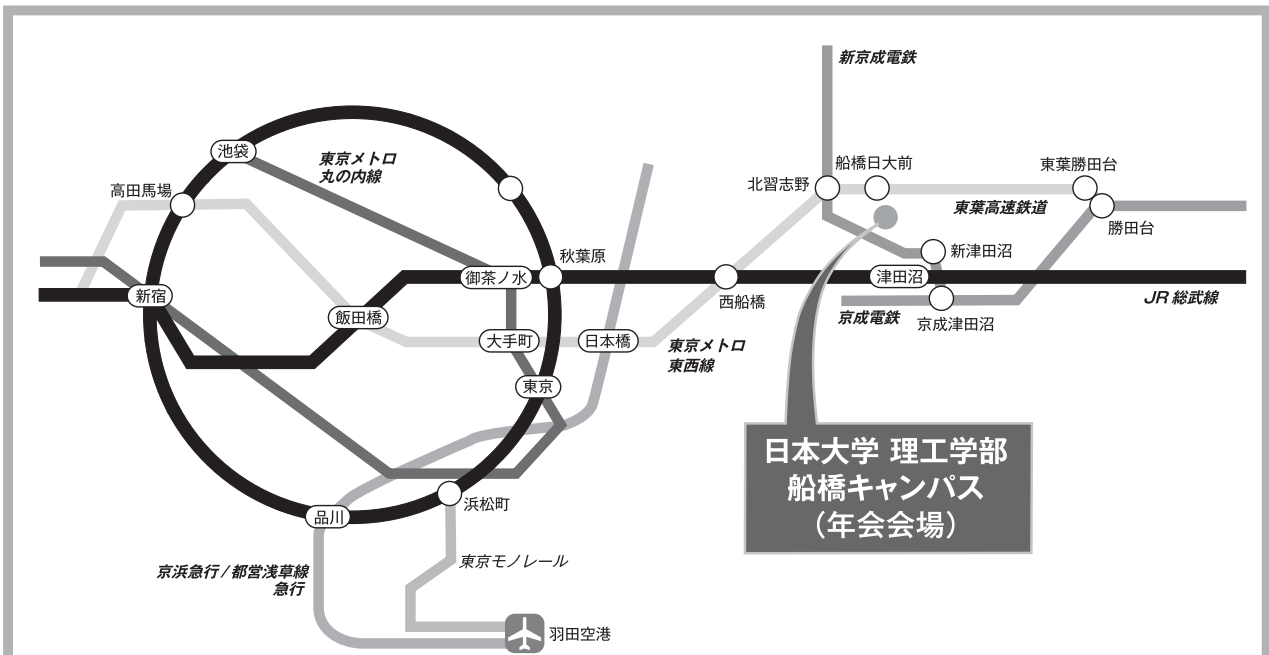 新京成電鉄
池袋
東京メトロ
丸の内線
船橋日大前
東葉勝田台
高田馬場
北習志野
東葉高速鉄道
勝田台
秋葉原
新津田沼
御茶ノ水
津田沼
新宿
西船橋
JR 総武線
飯田橋
京成電鉄
京成津田沼
大手町
日本橋
東京メトロ
東西線
東京
日本大学 理工学部
船橋キャンパス
（年会会場）
浜松町
品川
東京モノレール
京浜急行/都営浅草線
急行
羽田空港